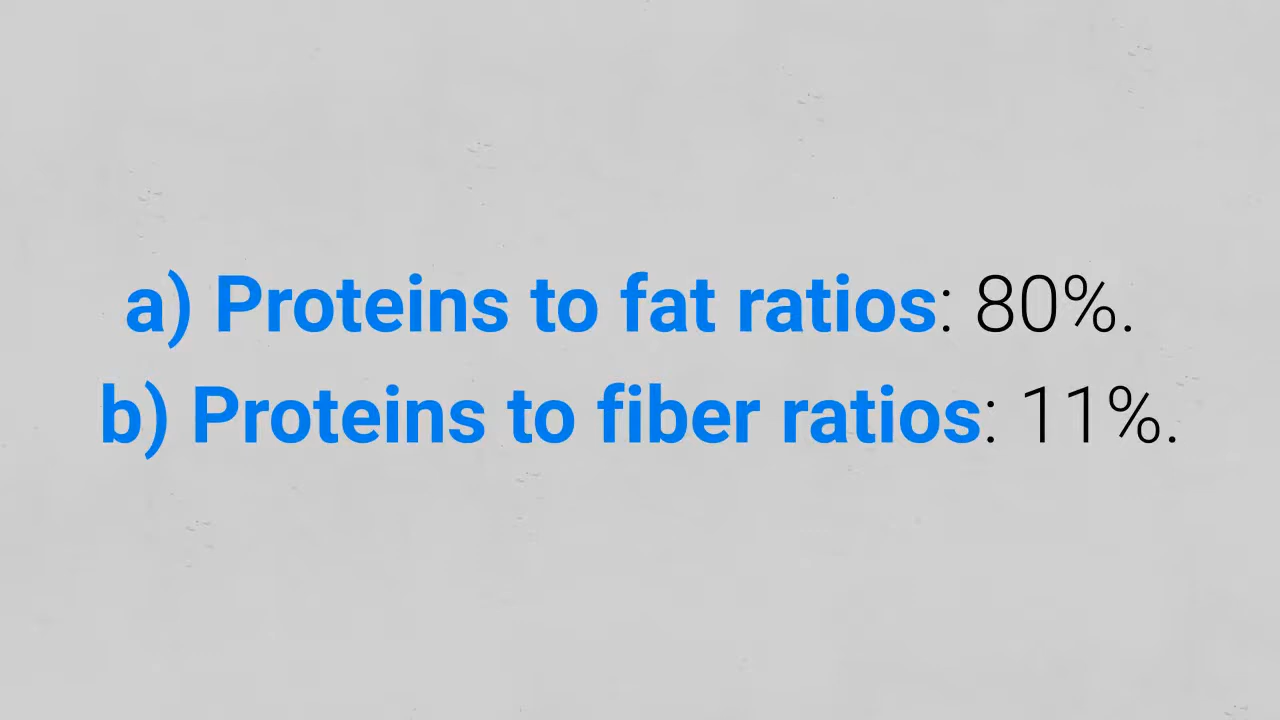 a) Proteins to fat ratios: 80%.
b) Proteins to fiber ratios: 11%.